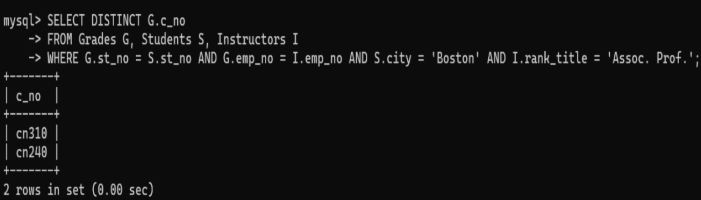 mysql> SELECT DISTINCT G.c_no
    -> FROM Grades G, Students S, Instructors I
    -> WHERE G.st_no = S.st_no AND G.emp_no = I.emp_no AND S.city = 'Boston' AND I.rank_title = 'Assoc. Prof.';
+-------+
| c_no  |
+-------+
| cn310 |
| cn240 |
+-------+
2 rows in set (0.00 sec)